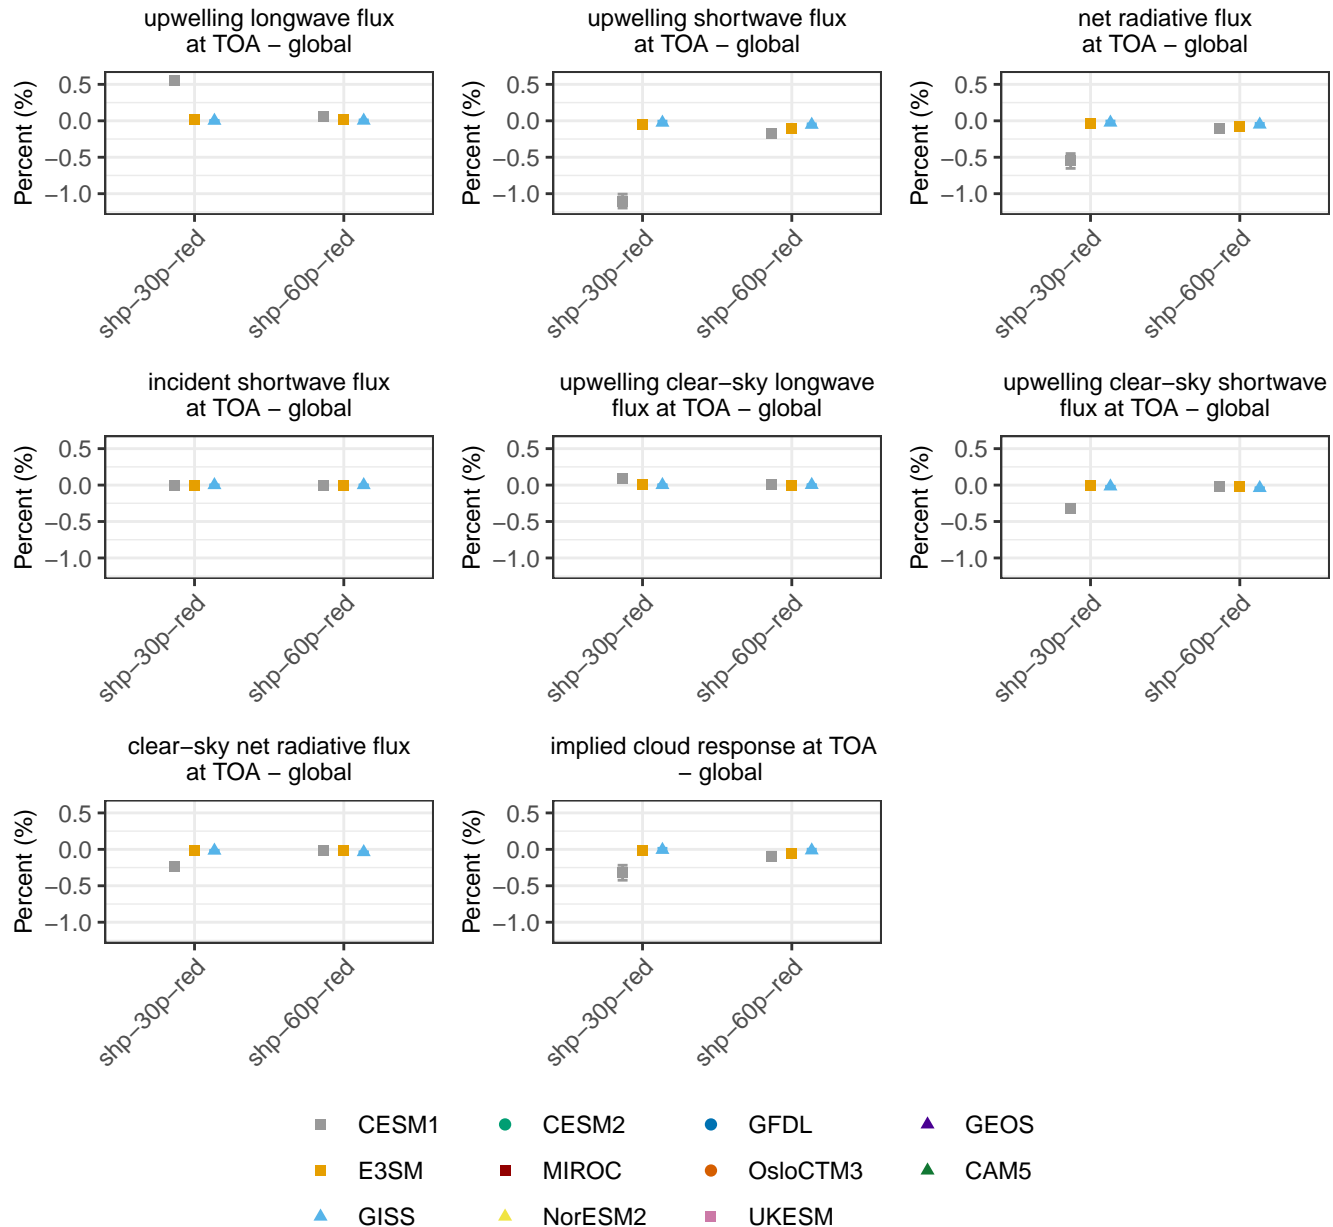 upwelling longwave flux
at TOA − global
upwelling shortwave flux
at TOA − global
net radiative flux
at TOA − global
Percent (%)
0.5
0.0
−0.5
−1.0
shp−30p−red
shp−60p−red
Percent (%)
0.5
0.0
−0.5
−1.0
shp−30p−red
shp−60p−red
Percent (%)
0.5
0.0
−0.5
−1.0
shp−30p−red
shp−60p−red
incident shortwave flux
at TOA − global
upwelling clear−sky longwave
flux at TOA − global
upwelling clear−sky shortwave
flux at TOA − global
Percent (%)
0.5
0.0
−0.5
−1.0
shp−30p−red
shp−60p−red
Percent (%)
0.5
0.0
−0.5
−1.0
shp−30p−red
shp−60p−red
Percent (%)
0.5
0.0
−0.5
−1.0
shp−30p−red
shp−60p−red
clear−sky net radiative flux
at TOA − global
implied cloud response at TOA
− global
Percent (%)
0.5
0.0
−0.5
−1.0
shp−30p−red
shp−60p−red
Percent (%)
0.5
0.0
−0.5
−1.0
shp−30p−red
shp−60p−red
CESM1
CESM2
GFDL
GEOS
E3SM
MIROC
OsloCTM3
CAM5
GISS
NorESM2
UKESM